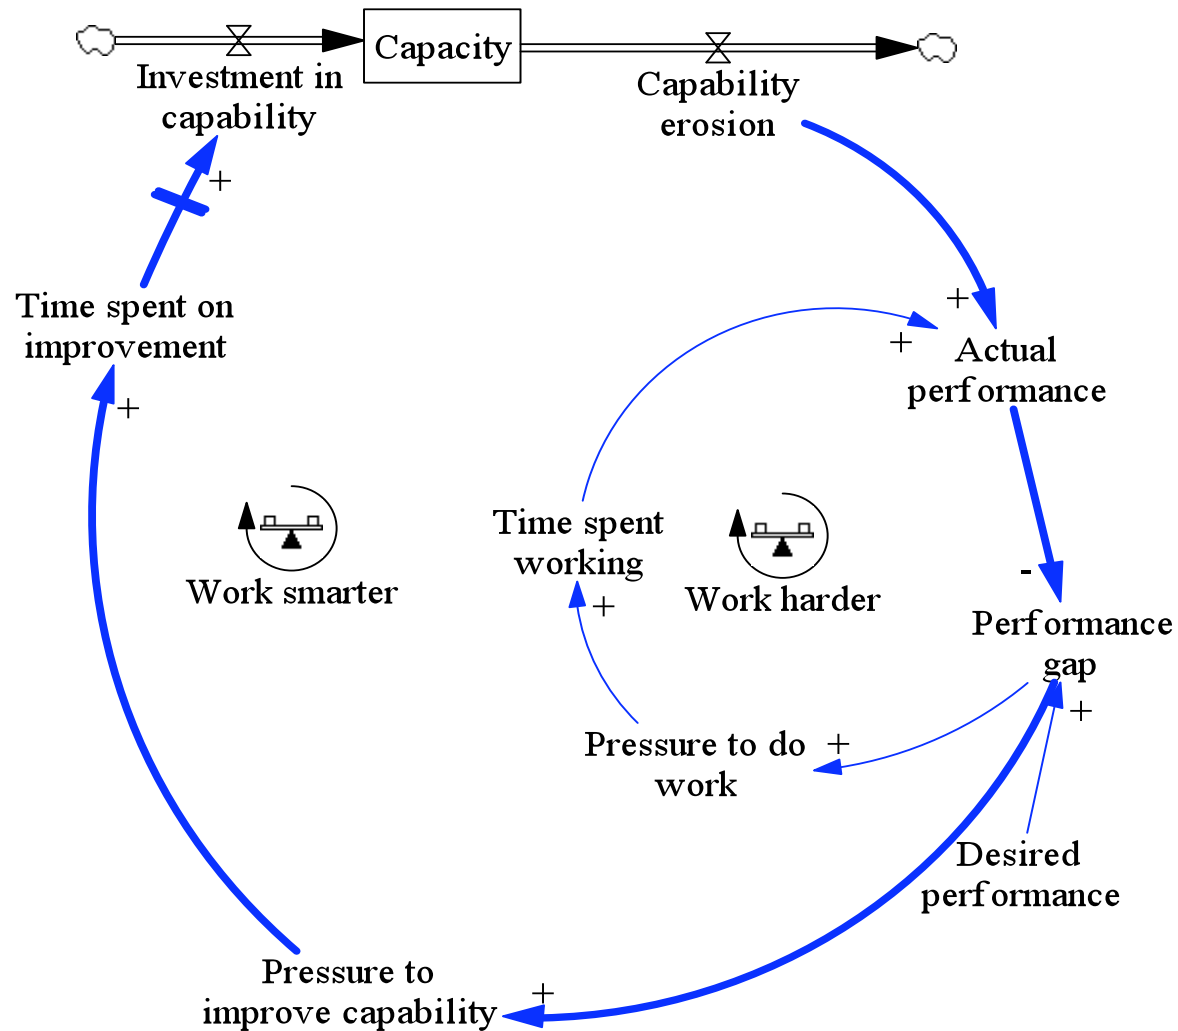 Capacity
Investment in
capability
Capability
erosion
+
Time spent on
improvement
+
+
Actual
performance
+
+
Time spent
working
Work smarter
Work harder
-
+
Performance
gap
+
Pressure to do +
work
Desired
performance
Pressure to
improve capability
+